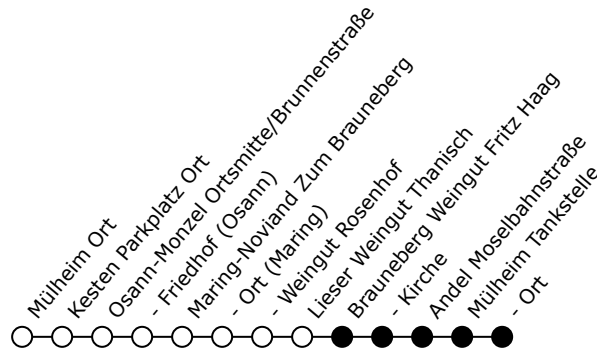 Mülheim Ort
Kesten Parkplatz Ort
Osann-Monzel Ortsmitte/Brunnenstraße
- Friedhof (Osann)
Maring-Noviand Zum Brauneberg
- Ort (Maring)
- Weingut Rosenhof
Lieser Weingut Thanisch
Brauneberg Weingut Fritz Haag
- Kirche
Andel Moselbahnstraße
Mülheim Tankstelle
- Ort